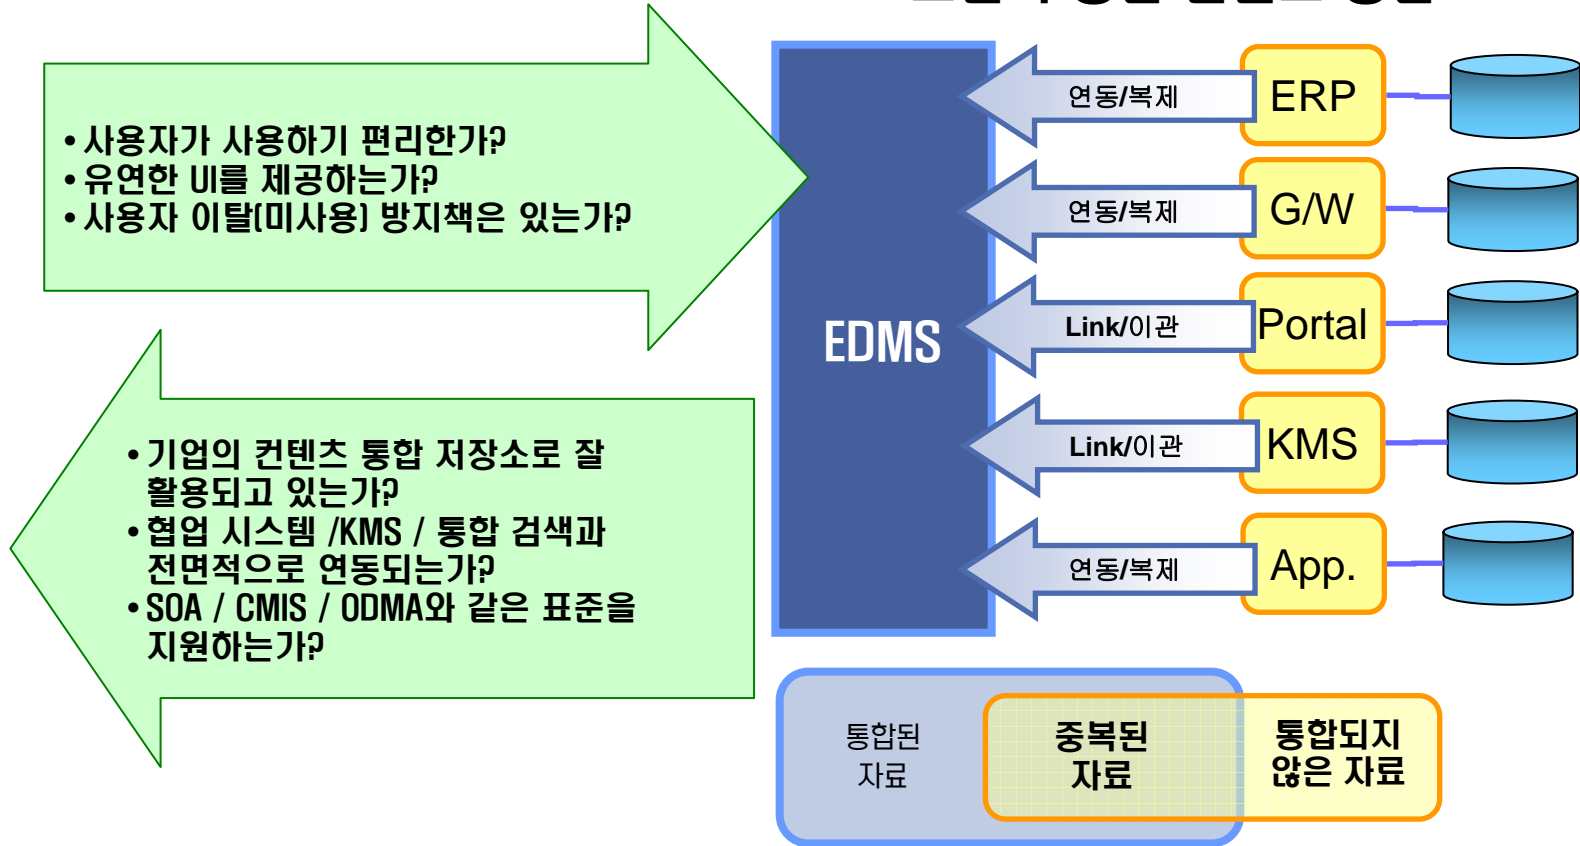 • 사용자가 사용하기 편리한가?
• 유연한 UI를 제공하는가?
• 사용자 이탈(미사용) 방지책은 있는가?
• 기업의 컨텐츠 통합 저장소로 잘
활용되고 있는가?
• 협업 시스템 /KMS / 통합 검색과
전면적으로 연동되는가?
• SOA / CMIS / ODMA와 같은 표준을
지원하는가?
EDMS
연동/복제
ERP
연동/복제
G/W
Link/이관
Portal
Link/이관
KMS
연동/복제
App.
통합된
자료
중복된
자료
통합되지
않은 자료